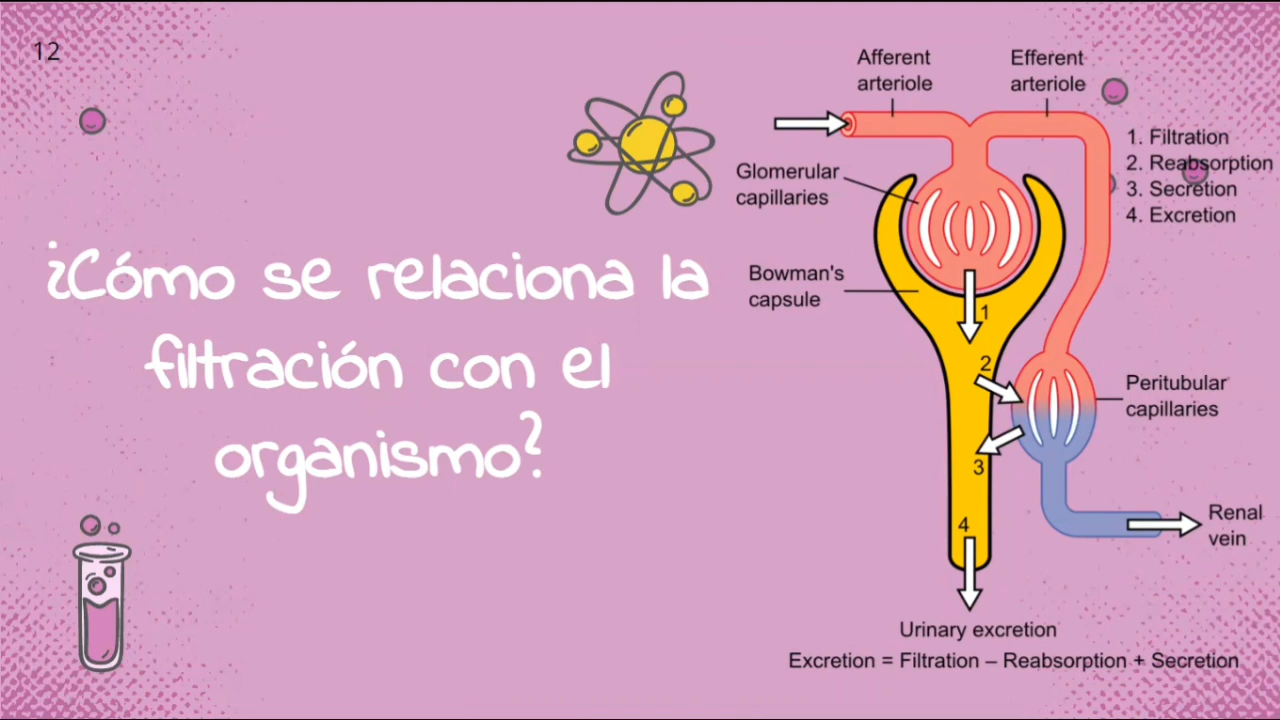 12
¿Cómo se relaciona la
filtración con el
organismo?
Afferent
arteriole
Efferent
arteriole
1. Filtration
2. Reabsorption
3. Secretion
4. Excretion
Glomerular
capillaries
Bowman's
capsule
1
2
3
4
Peritubular
capillaries
Renal
vein
Urinary excretion
Excretion = Filtration – Reabsorption + Secretion